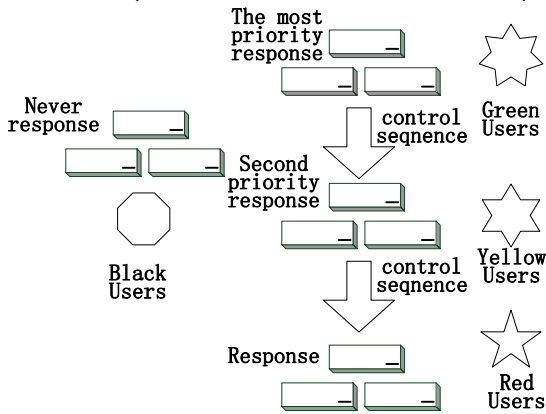 The most
priority
response
Green
Users
control
seqnence
Never
response
Black
Users
Second
priority
response
Yellow
Users
control
seqnence
Response
Red
Users